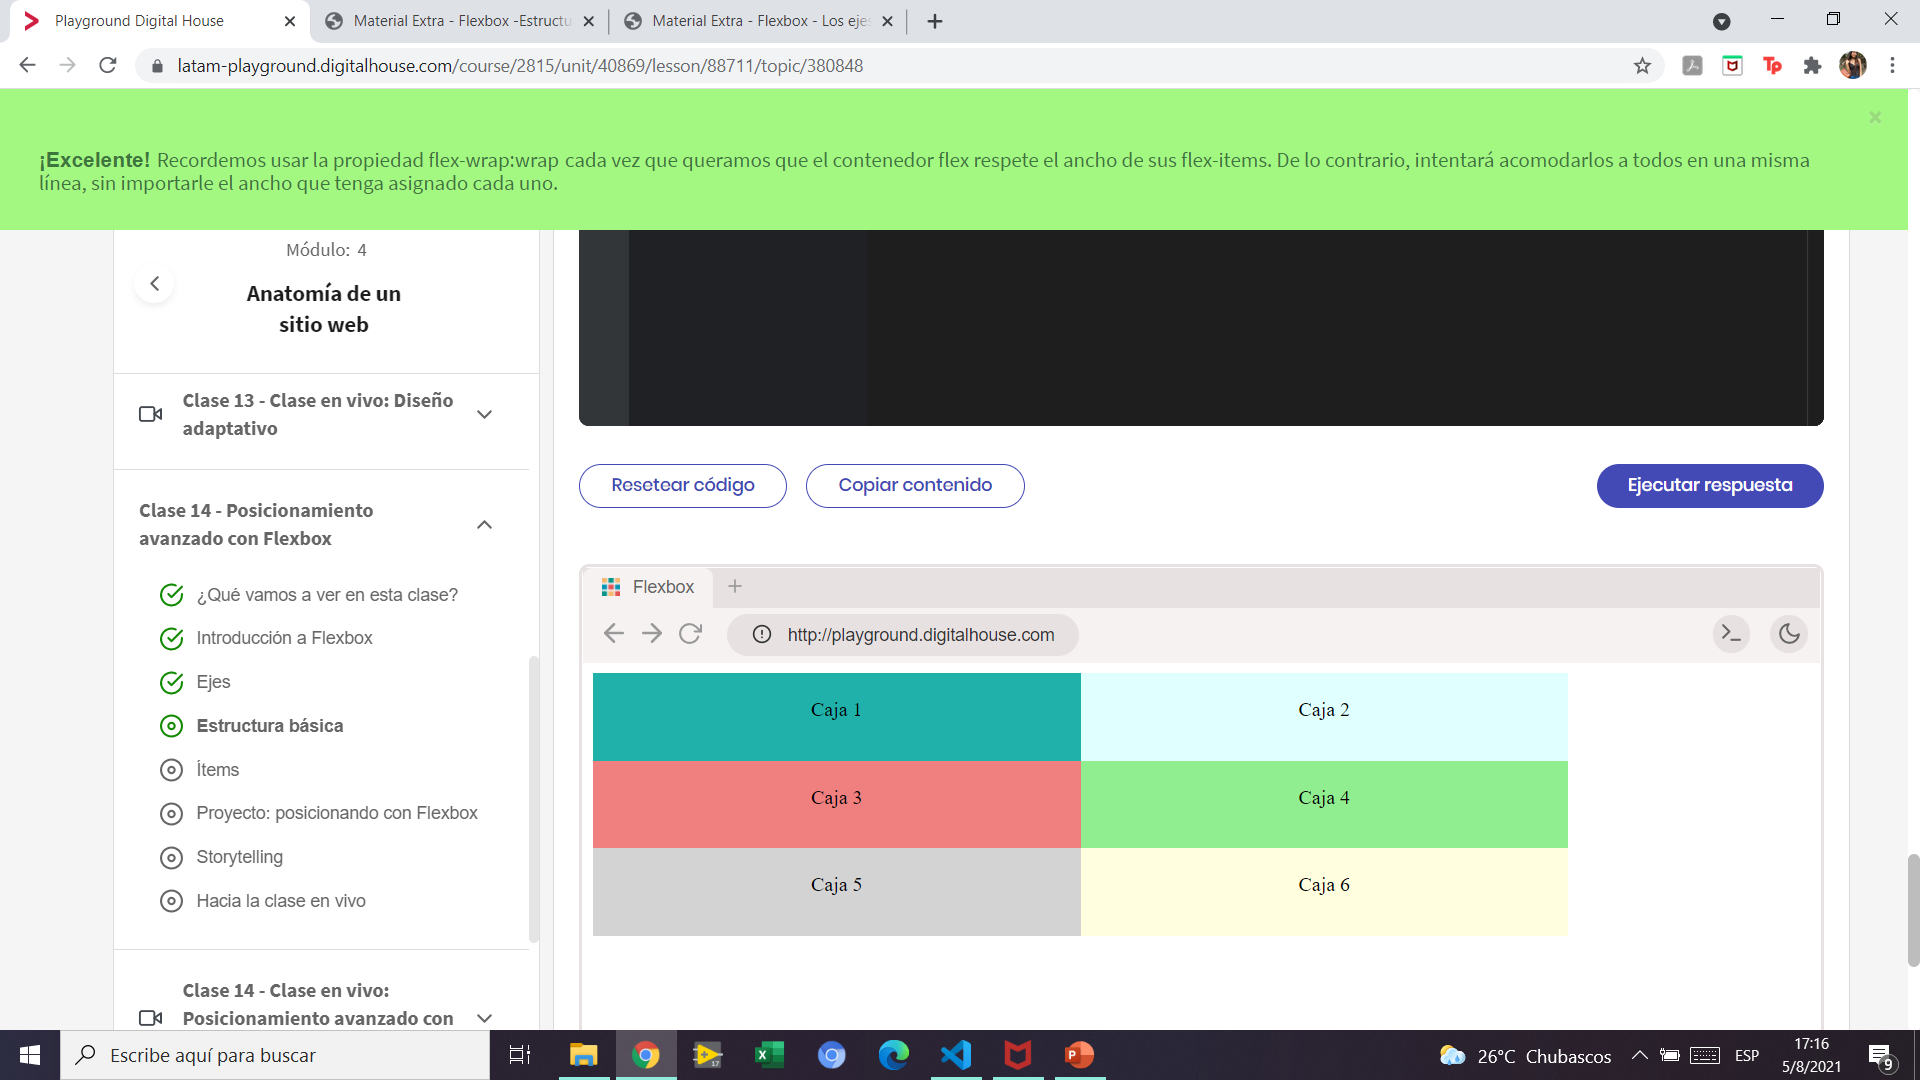 Playground Digital House
Material Extra - Flexbox -Estructu
Material Extra - Flexbox - Los ejes
latam-playground.digitalhouse.com/course/2815/unit/40869/lesson/88711/topic/380848
¡Excelente! Recordemos usar la propiedad flex-wrap:wrap cada vez que queramos que el contenedor flex respete el ancho de sus flex-items. De lo contrario, intentará acomodarlos a todos en una misma
línea, sin importarle el ancho que tenga asignado cada uno.
Módulo: 4
Anatomía de un
sitio web
Clase 13 - Clase en vivo: Diseño
adaptativo
Clase 14 - Posicionamiento
avanzado con Flexbox
¿Qué vamos a ver en esta clase?
Introducción a Flexbox
Ejes
Estructura básica
Ítems
Proyecto: posicionando con Flexbox
Storytelling
Hacia la clase en vivo
Clase 14 - Clase en vivo:
Posicionamiento avanzado con
Resetear código
Copiar contenido
Ejecutar respuesta
Flexbox
http://playground.digitalhouse.com
Caja 1
Caja 2
Caja 3
Caja 4
Caja 5
Caja 6
Escribe aquí para buscar
26°C Chubascos
ESP
17:16
5/8/2021
9